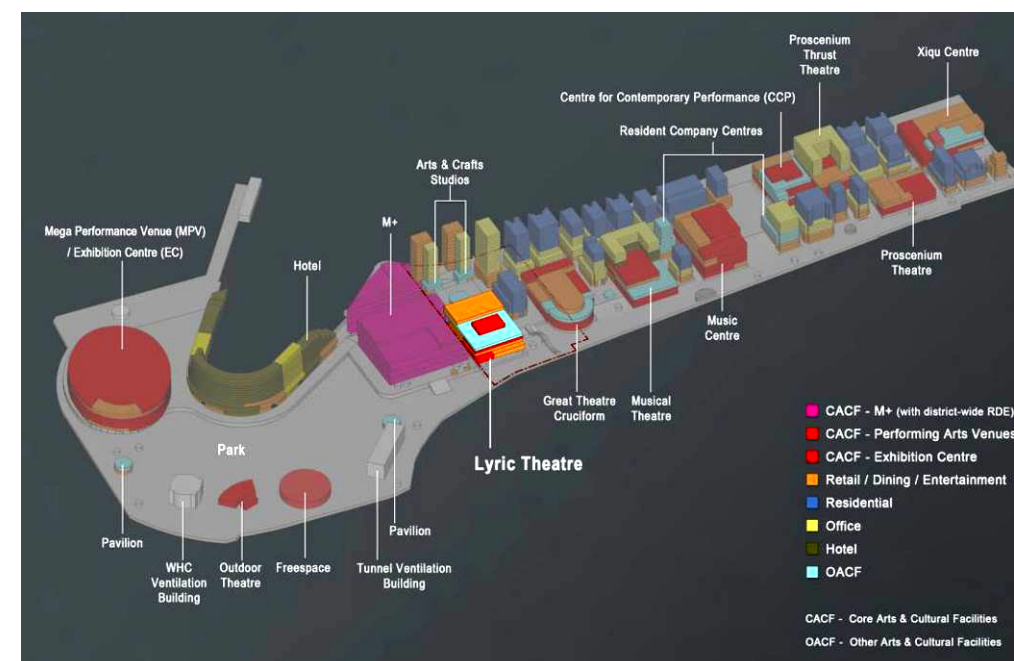 Proscenium
Thrust
Theatre
Xiqu Centre
Centre for Contemporary Performance (CCP)
Resident Company Centres
Arts & Crafts
Studios
M+
Mega Performance Venue (MPV)
/ Exhibition Centre (EC)
Hotel
Proscenium
Theatre
Music
Centre
Great Theatre
Cruciform
Musical
Theatre
Lyric Theatre
Park
Pavilion
WHC
Ventilation
Building
Outdoor
Theatre
Freespace
Tunnel Ventilation
Building
Pavilion
CACF - M+ (with district-wide RDE)
CACF - Performing Arts Venues
CACF - Exhibition Centre
Retail / Dining / Entertainment
Residential
Office
Hotel
OACF
CACF - Core Arts & Cultural Facilities
OACF - Other Arts & Cultural Facilities